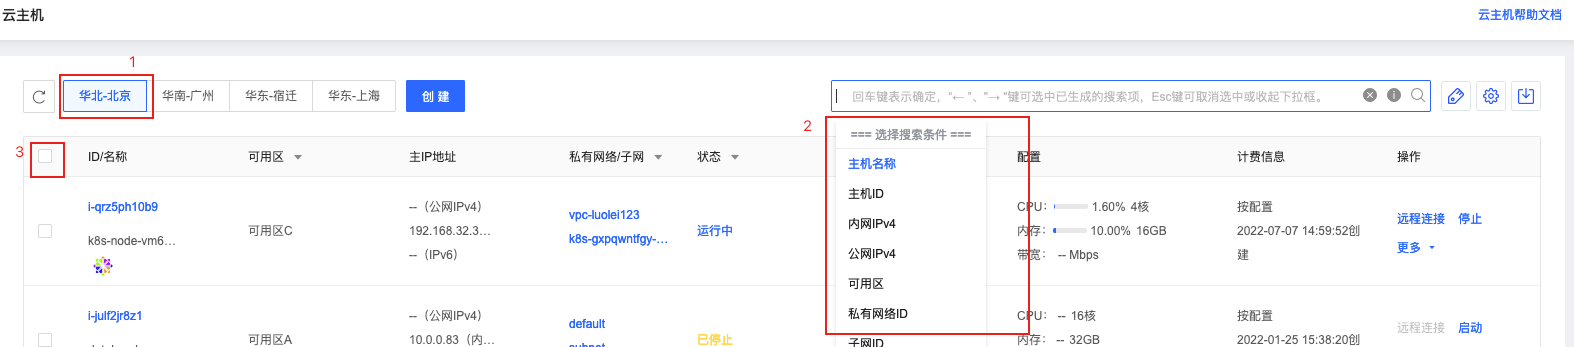 云主机
云主机帮助文档
1
华北-北京
华南-广州
华东-宿迁
华东-上海
创 建
回车键表示确定，“← ”、“→ ”键可选中已生成的搜索项，Esc键可取消选中或收起下拉框。
2
=== 选择搜索条件 ===
主机名称
主机ID
内网IPv4
公网IPv4
可用区
私有网络ID
子网ID
3
ID/名称
可用区
主IP地址
私有网络/子网
状态
配置
计费信息
操作
i-qrz5ph10b9
k8s-node-vm6...
可用区C
--（公网IPv4）
192.168.32.3...
--（IPv6）
vpc-luolei123
k8s-gxpqwntfgy-...
运行中
CPU： 1.60% 4核
内存： 10.00% 16GB
带宽： -- Mbps
按配置
2022-07-07 14:59:52创
建
远程连接 停止
更多
i-julf2jr8z1
可用区A
--（公网IPv4）
10.0.0.83（内...
default
已停止
CPU： -- 16核
内存： -- 32GB
按配置
2022-01-25 15:38:20创
远程连接 启动